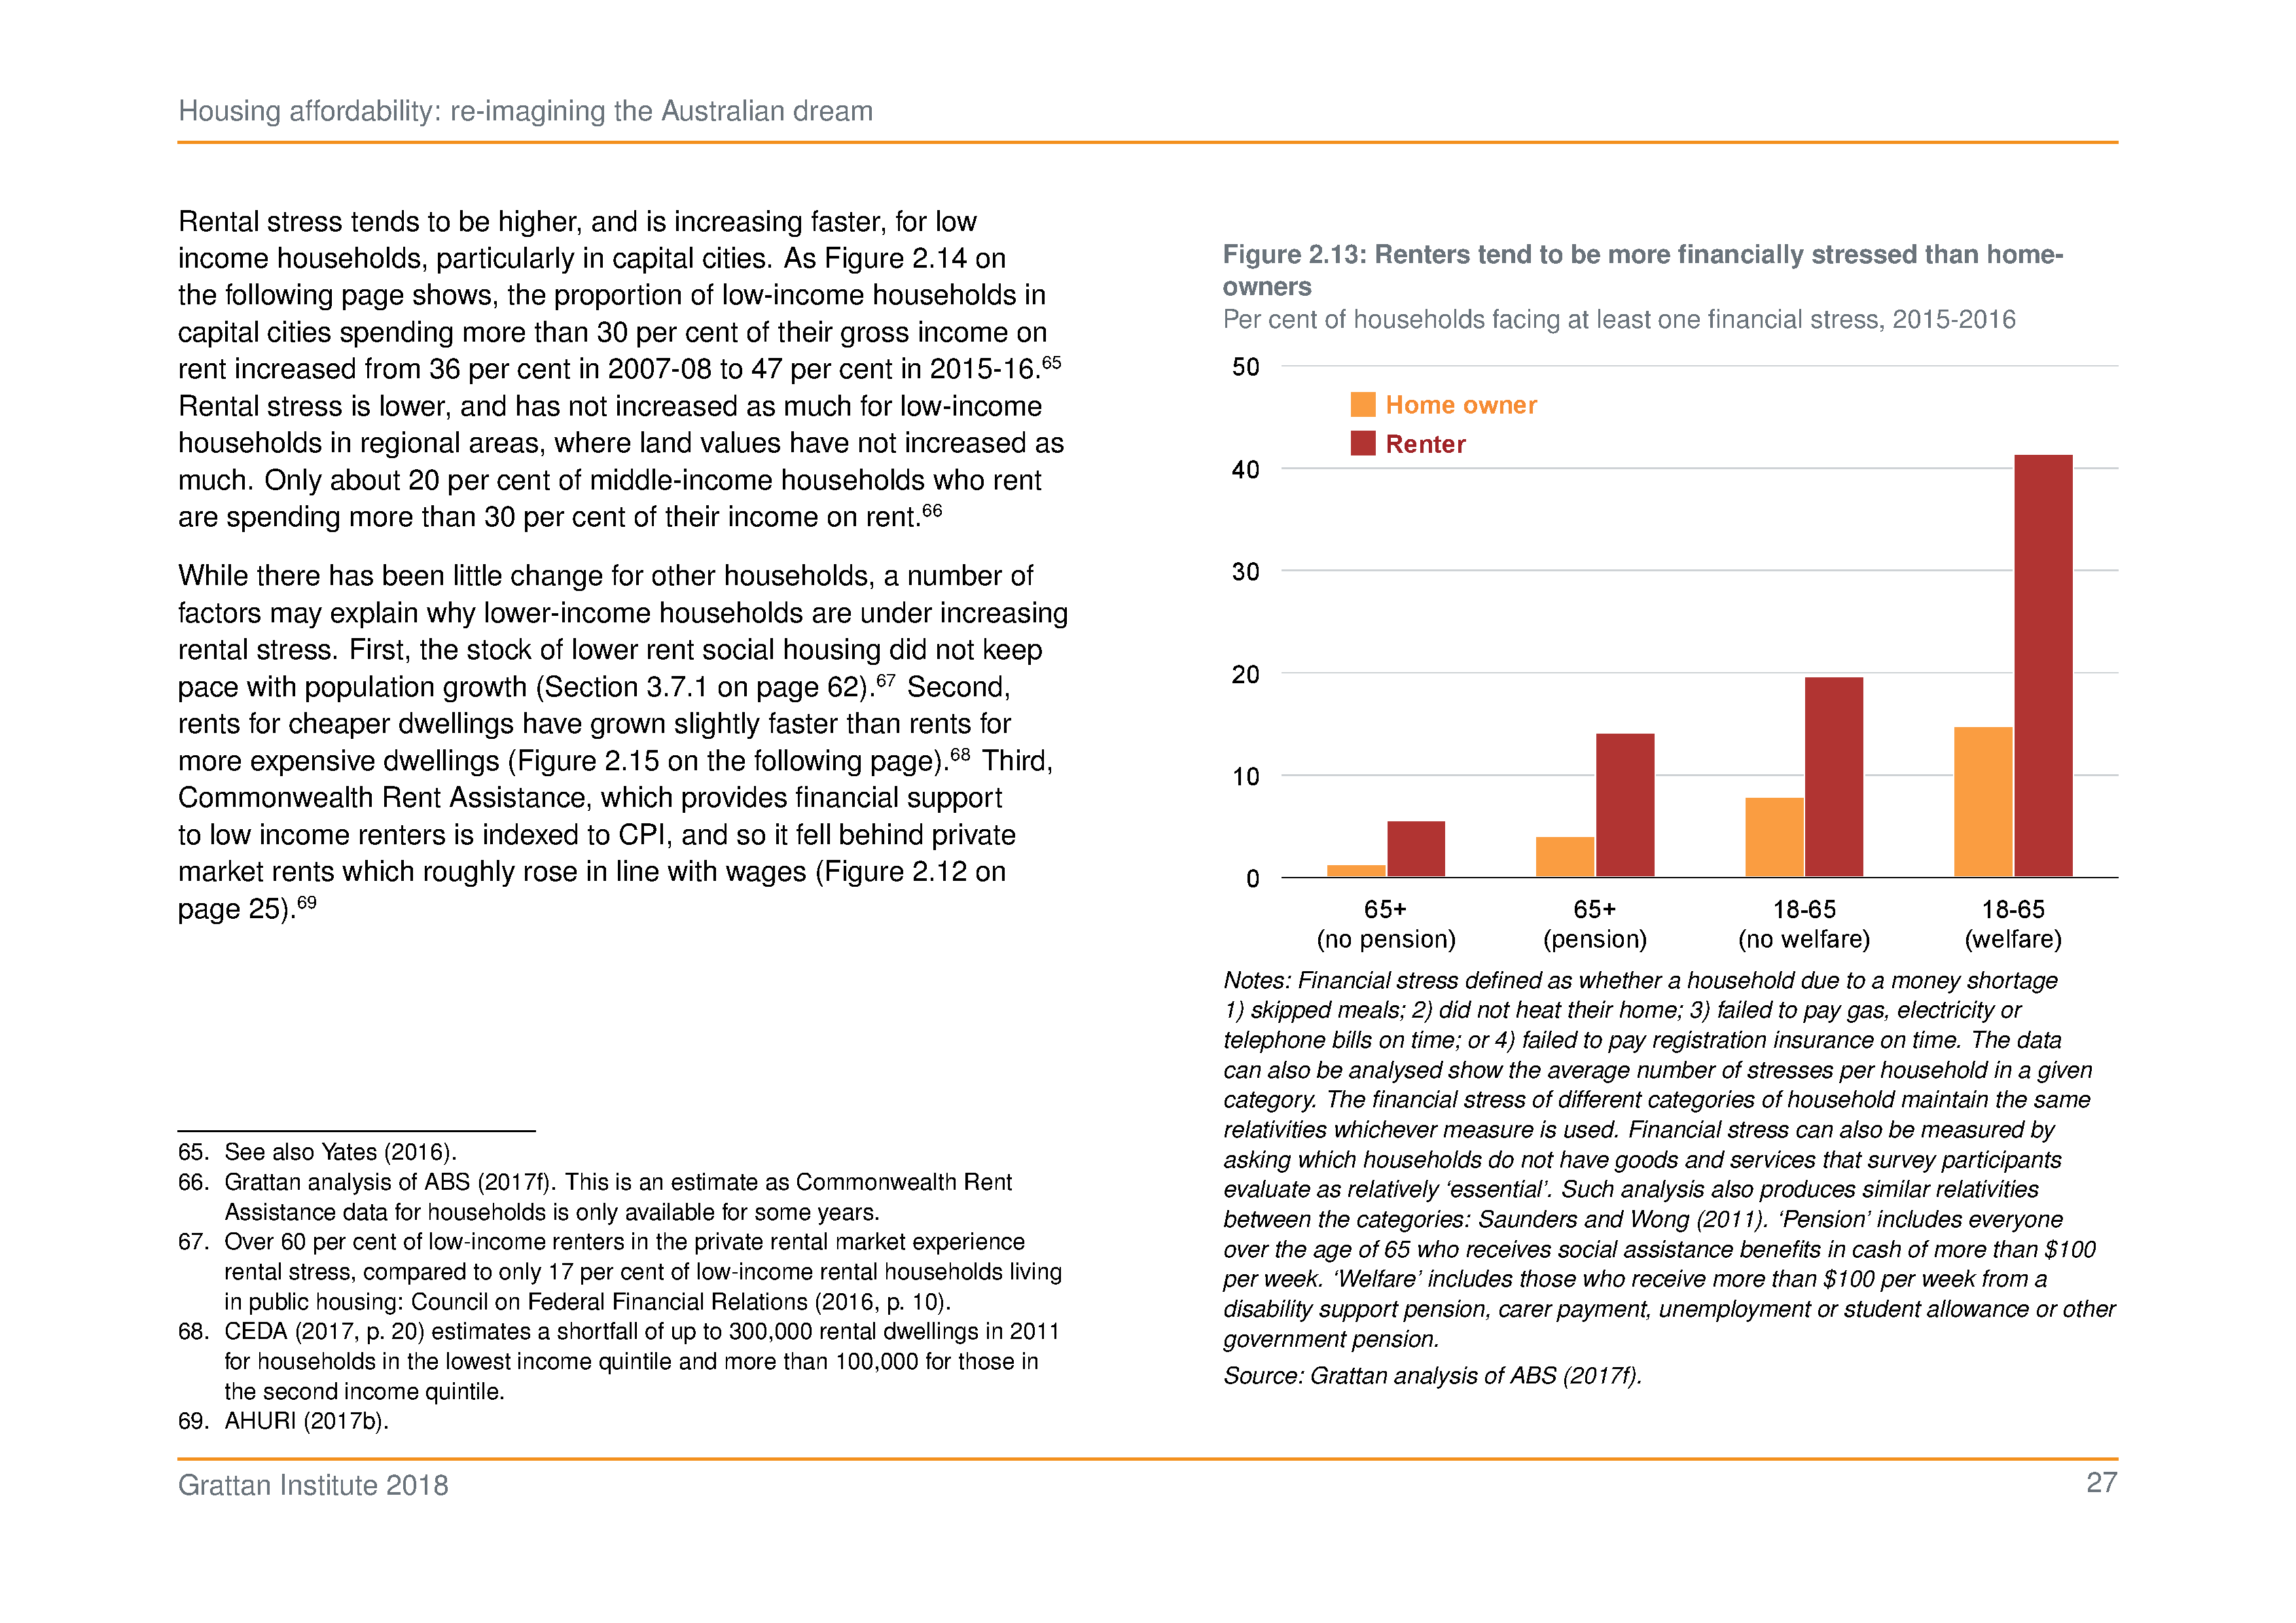 Housing affordability: re-imagining the Australian dream
Rental stress tends to be higher, and is increasing faster, for low
income households, particularly in capital cities. As Figure 2.14 on
the following page shows, the proportion of low-income households in
capital cities spending more than 30 per cent of their gross income on
rent increased from 36 per cent in 2007-08 to 47 per cent in 2015-16.65
Rental stress is lower, and has not increased as much for low-income
households in regional areas, where land values have not increased as
much. Only about 20 per cent of middle-income households who rent
are spending more than 30 per cent of their income on rent.66
While there has been little change for other households, a number of
factors may explain why lower-income households are under increasing
rental stress. First, the stock of lower rent social housing did not keep
pace with population growth (Section 3.7.1 on page 62).67 Second,
rents for cheaper dwellings have grown slightly faster than rents for
more expensive dwellings (Figure 2.15 on the following page).68 Third,
Commonwealth Rent Assistance, which provides financial support
to low income renters is indexed to CPI, and so it fell behind private
market rents which roughly rose in line with wages (Figure 2.12 on
page 25).69
65. See also Yates (2016).
66. Grattan analysis of ABS (2017f). This is an estimate as Commonwealth Rent
Assistance data for households is only available for some years.
67. Over 60 per cent of low-income renters in the private rental market experience
rental stress, compared to only 17 per cent of low-income rental households living
in public housing: Council on Federal Financial Relations (2016, p. 10).
68. CEDA (2017, p. 20) estimates a shortfall of up to 300,000 rental dwellings in 2011
for households in the lowest income quintile and more than 100,000 for those in
the second income quintile.
69. AHURI (2017b).
Figure 2.13: Renters tend to be more financially stressed than home-
owners
Per cent of households facing at least one financial stress, 2015-2016
50
Home owner
Renter
40
30
20
10
0
65+ 65+ 18-65 18-65
(no pension) (pension) (no welfare) (welfare)
Notes: Financial stress defined as whether a household due to a money shortage
1) skipped meals; 2) did not heat their home; 3) failed to pay gas, electricity or
telephone bills on time; or 4) failed to pay registration insurance on time. The data
can also be analysed show the average number of stresses per household in a given
category. The financial stress of different categories of household maintain the same
relativities whichever measure is used. Financial stress can also be measured by
asking which households do not have goods and services that survey participants
evaluate as relatively ‘essential’. Such analysis also produces similar relativities
between the categories: Saunders and Wong (2011). ‘Pension’ includes everyone
over the age of 65 who receives social assistance benefits in cash of more than $100
per week. ‘Welfare’ includes those who receive more than $100 per week from a
disability support pension, carer payment, unemployment or student allowance or other
government pension.
Source: Grattan analysis of ABS (2017f).
Grattan Institute 2018
27